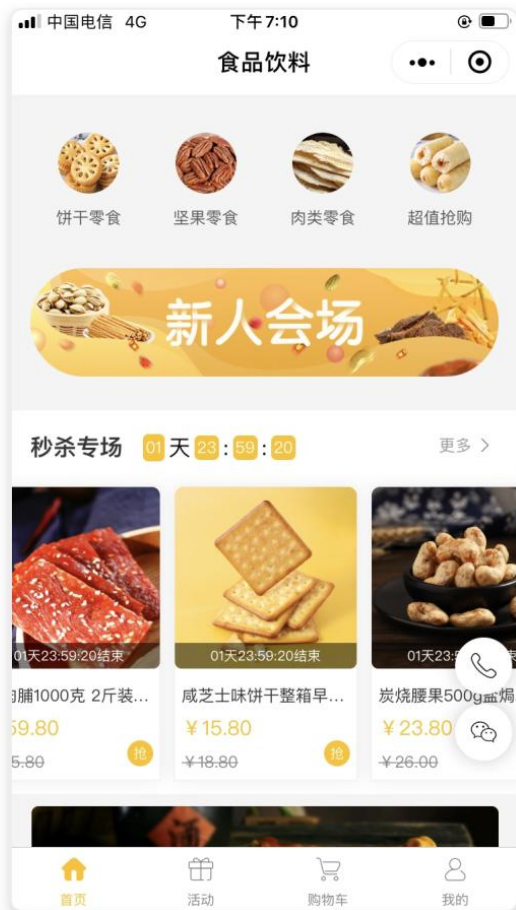 中国电信 4G 下午7:10
食品饮料
饼干零食 坚果零食 肉类零食 超值抢购
新人会场
秒杀专场 01 天 23 : 59 : 20 更多
01天23:59:20结束 01天23:59:20结束 01天23:5
脯1000克 2斤装... 咸芝士味饼干整箱早... 炭烧腰果500g盐焗
59.80 ￥15.80 ￥23.80
5.80 抢 ￥18.80 抢 ￥26.00
首页 活动 购物车 我的